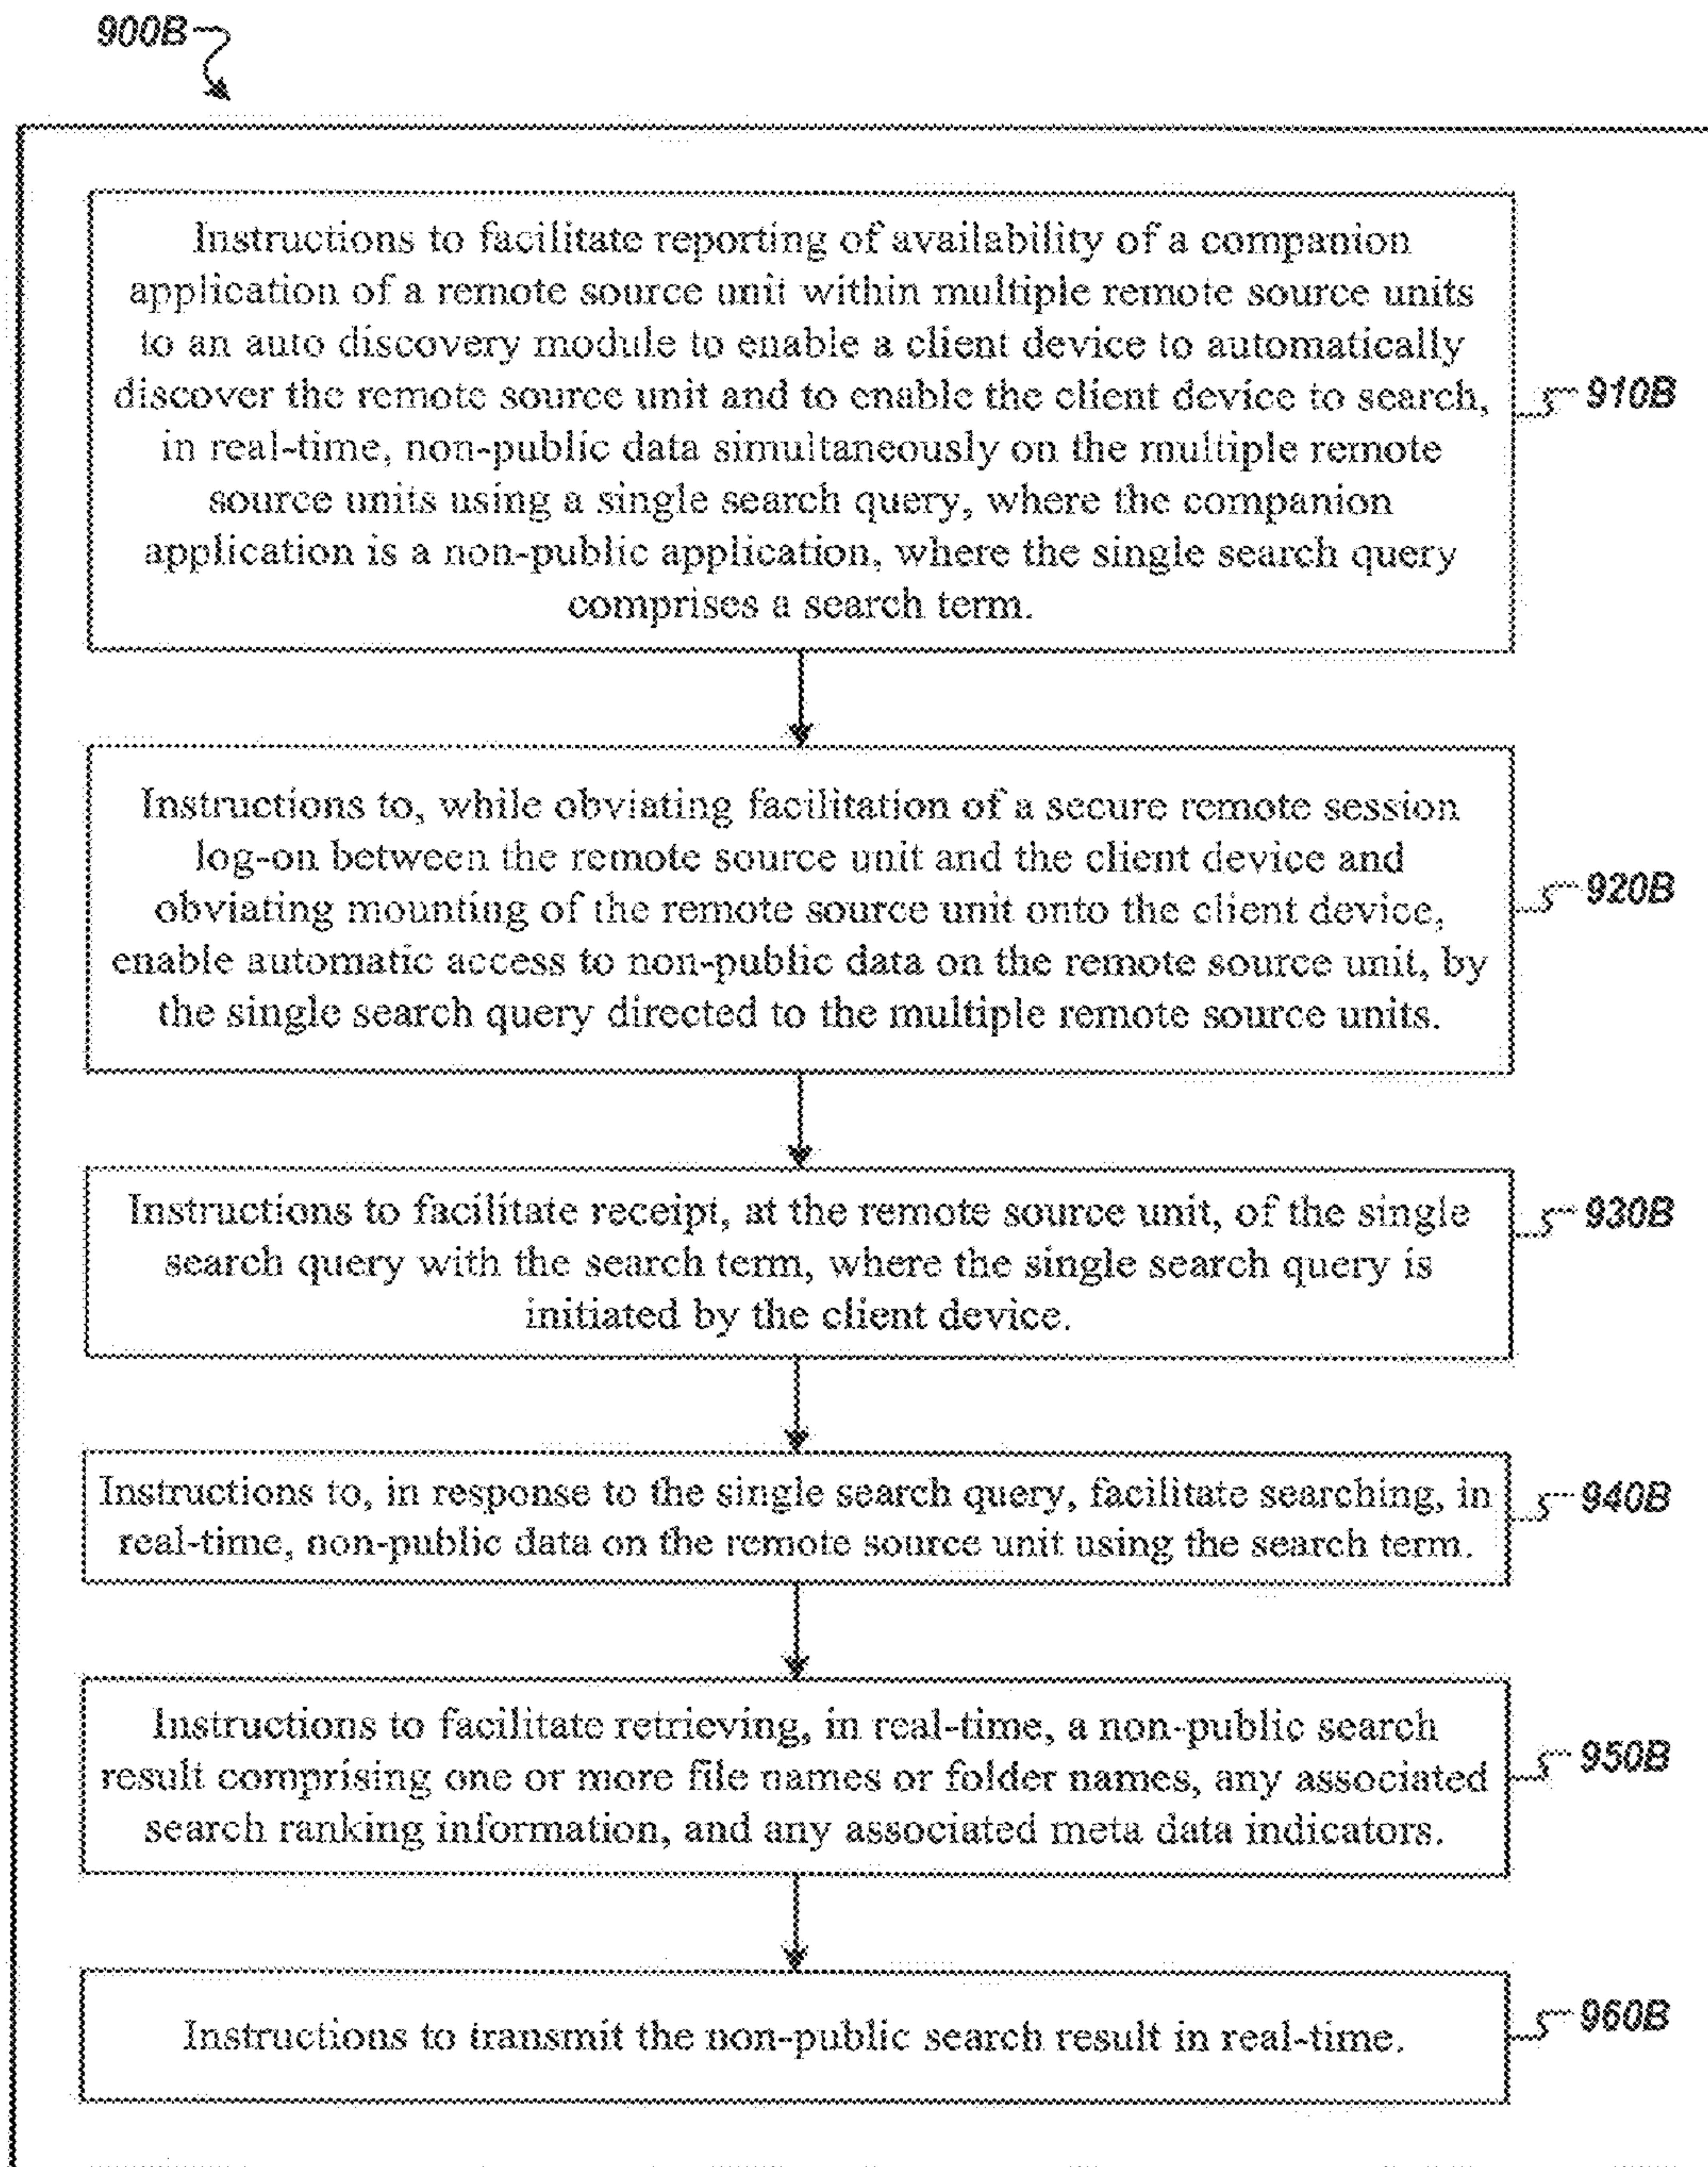 900B
Instructions to facilitate reporting of availability of a companion
application of a remote source unit within multiple remote source units
to an auto discovery module to enable a client device to automatically
discover the remote source unit and to enable the client device to search,
in real-time, non-public data simultaneously on the multiple remote
source units using a single search query, where the companion
application is a non-public application, where the single search query
comprises a search term.
910B
Instructions to, while obviating facilitation of a secure remote session
log-on between the remote source unit and the client device and
obviating mounting of the remote source unit onto the client device,
enable automatic access to non-public data on the remote source unit, by
the single search query directed to the multiple remote source units.
920B
Instructions to facilitate receipt, at the remote source unit, of the single
search query with the search term, where the single search query is
initiated by the client device.
930B
Instructions to, in response to the single search query, facilitate searching, in
real-time, non-public data on the remote source unit using the search term.
940B
Instructions to facilitate retrieving, in real-time, a non-public search
result comprising one or more file names or folder names, any associated
search ranking information, and any associated meta data indicators.
950B
Instructions to transmit the non-public search result in real-time.
960B